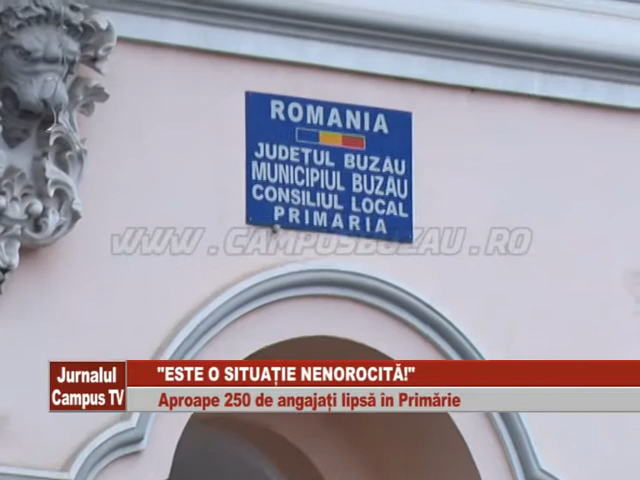 ROMANIA
JUDEȚUL BUZĂU
MUNICIPIUL BUZĂU
CONSILIUL LOCAL
PRIMARIA
WWW.CAMPUSBUZAU.RO
Jurnalul
Campus TV
"ESTE O SITUAȚIE NENOROCITĂ!"
Aproape 250 de angajați lipsă în Primărie